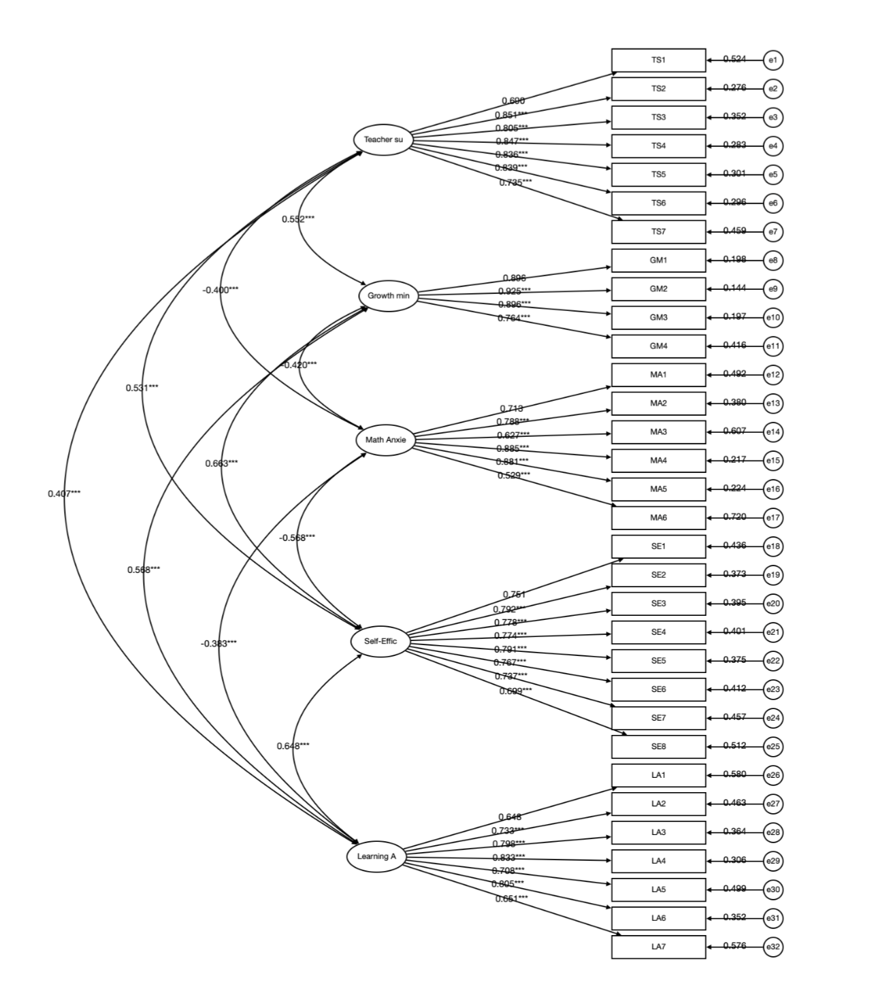 TS1
0.524
e1
TS2
0.276
e2
0.690
0.851***
TS3
0.352
e3
0.805***
Teacher su
0.847***
TS4
0.283
e4
0.836***
0.839***
TS5
0.301
e5
0.735***
TS6
0.296
e6
0.552***
TS7
0.459
e7
GM1
0.198
e8
0.896
-0.400***
0.925***
GM2
0.144
e9
Growth min
0.896***
0.764***
GM3
0.197
e10
GM4
0.416
e11
-0.420***
MA1
0.492
e12
0.531***
MA2
0.380
e13
0.713
0.788***
0.627***
MA3
0.607
e14
Math Anxie
0.885***
0.881***
MA4
0.217
e15
0.663***
0.529***
0.407***
MA5
0.224
e16
MA6
0.720
e17
-0.568***
SE1
0.436
e18
0.568***
SE2
0.373
e19
0.751
0.792***
SE3
0.395
e20
0.778***
0.774***
SE4
0.401
e21
Self-Effic
-0.383***
0.791***
0.767***
SE5
0.375
e22
0.737***
0.699***
SE6
0.412
e23
SE7
0.457
e24
0.648***
SE8
0.512
e25
LA1
0.580
e26
LA2
0.463
e27
0.648
0.733***
LA3
0.364
e28
0.798***
Learning A
0.833***
LA4
0.306
e29
0.708***
0.805***
LA5
0.499
e30
0.651***
LA6
0.352
e31
LA7
0.576
e32